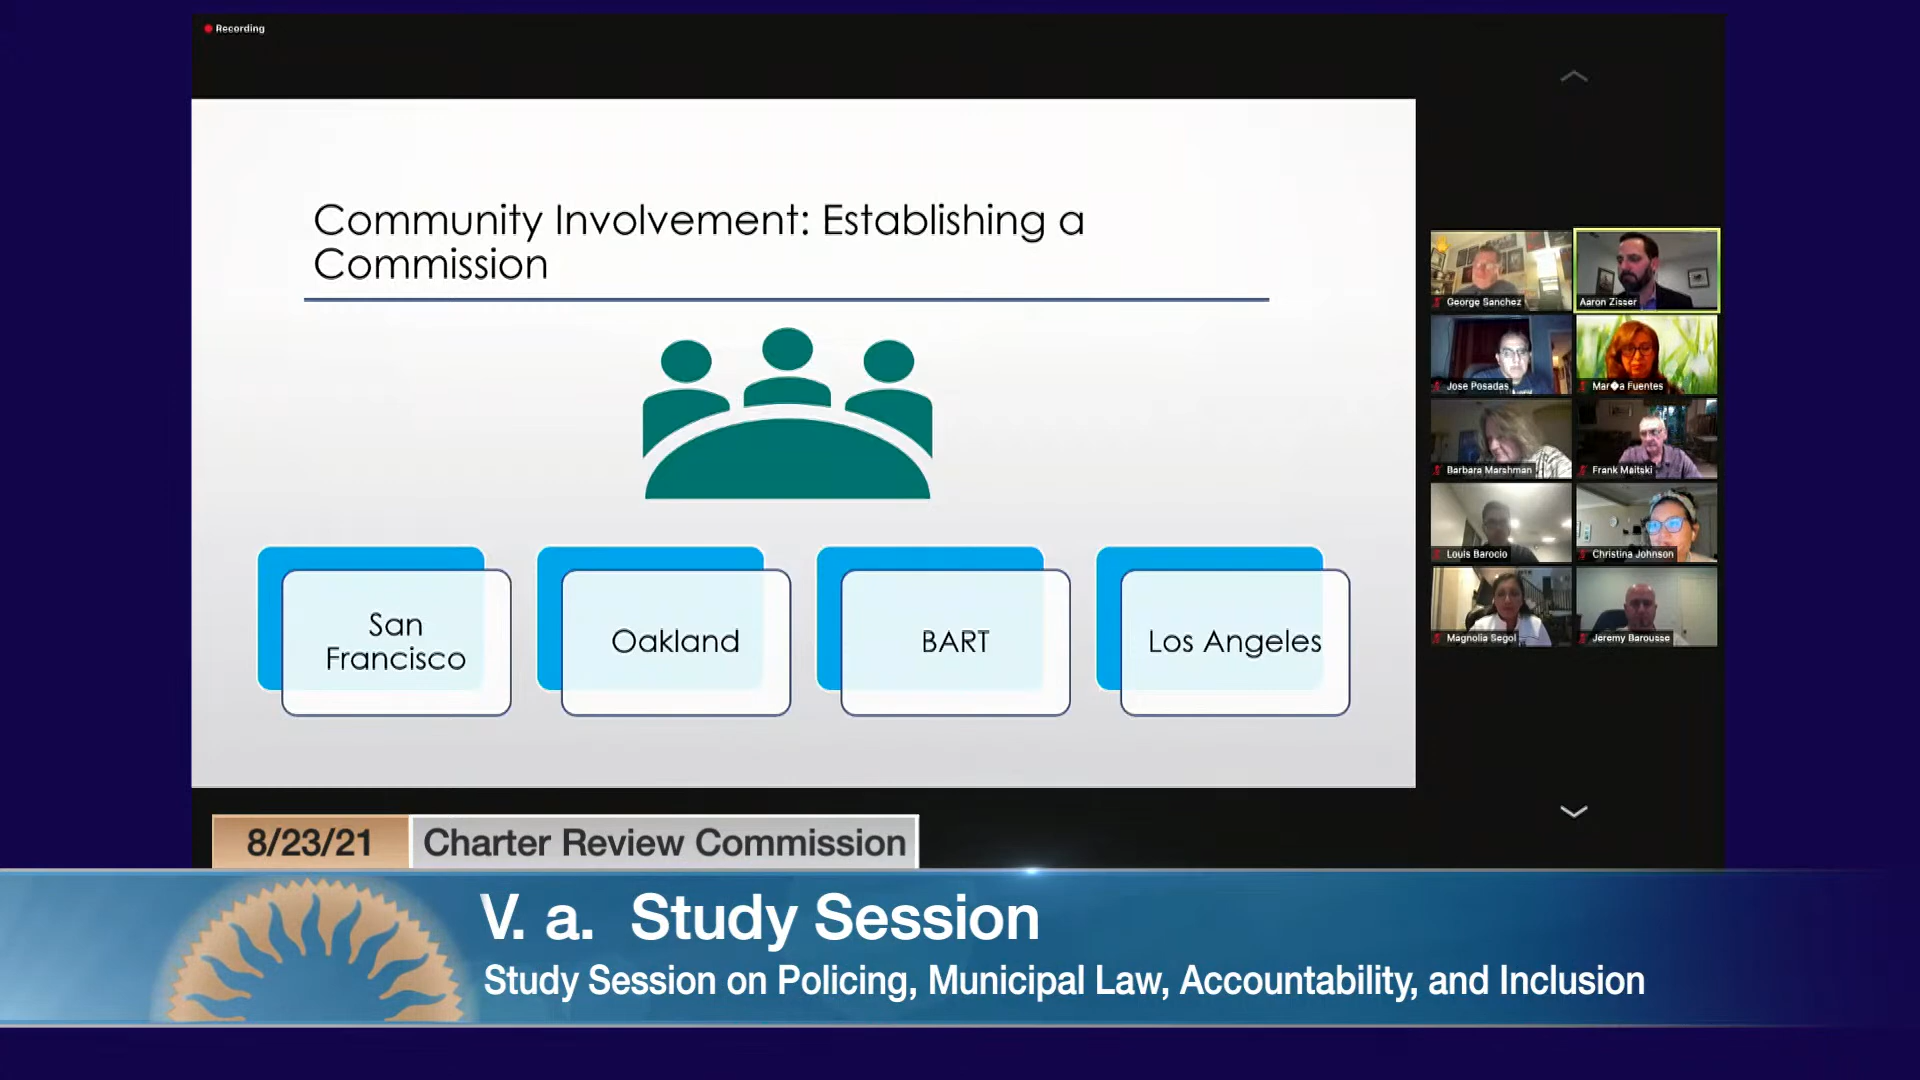 Recording
Community Involvement: Establishing a
Commission
San
Francisco
Oakland
BART
Los Angeles
George Sanchez
Aaron Zisser
Jose Posadas
Mar�a Fuentes
Barbara Marshman
Frank Maitski
Louis Barocio
Christina Johnson
Magnolia Segol
Jeremy Barousse
8/23/21
Charter Review Commission
V. a. Study Session
Study Session on Policing, Municipal Law, Accountability, and Inclusion